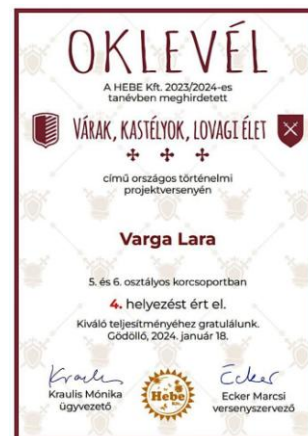 OKLEVÉL
A HEBE Kft. 2023/2024-es
tanévben meghirdetett
VÁRAK, KASTÉLYOK, LOVAGI ÉLET
című országos történelmi
projektversenyén
Varga Lara
5. és 6. osztályos korcsoportban
4. helyezést ért el.
Kiváló teljesítményéhez gratulálunk.
Gödöllő, 2024. január 18.
Kraulis Mónika
ügyvezető
Hebe
Ecker
Ecker Marcsi
versenyszervező